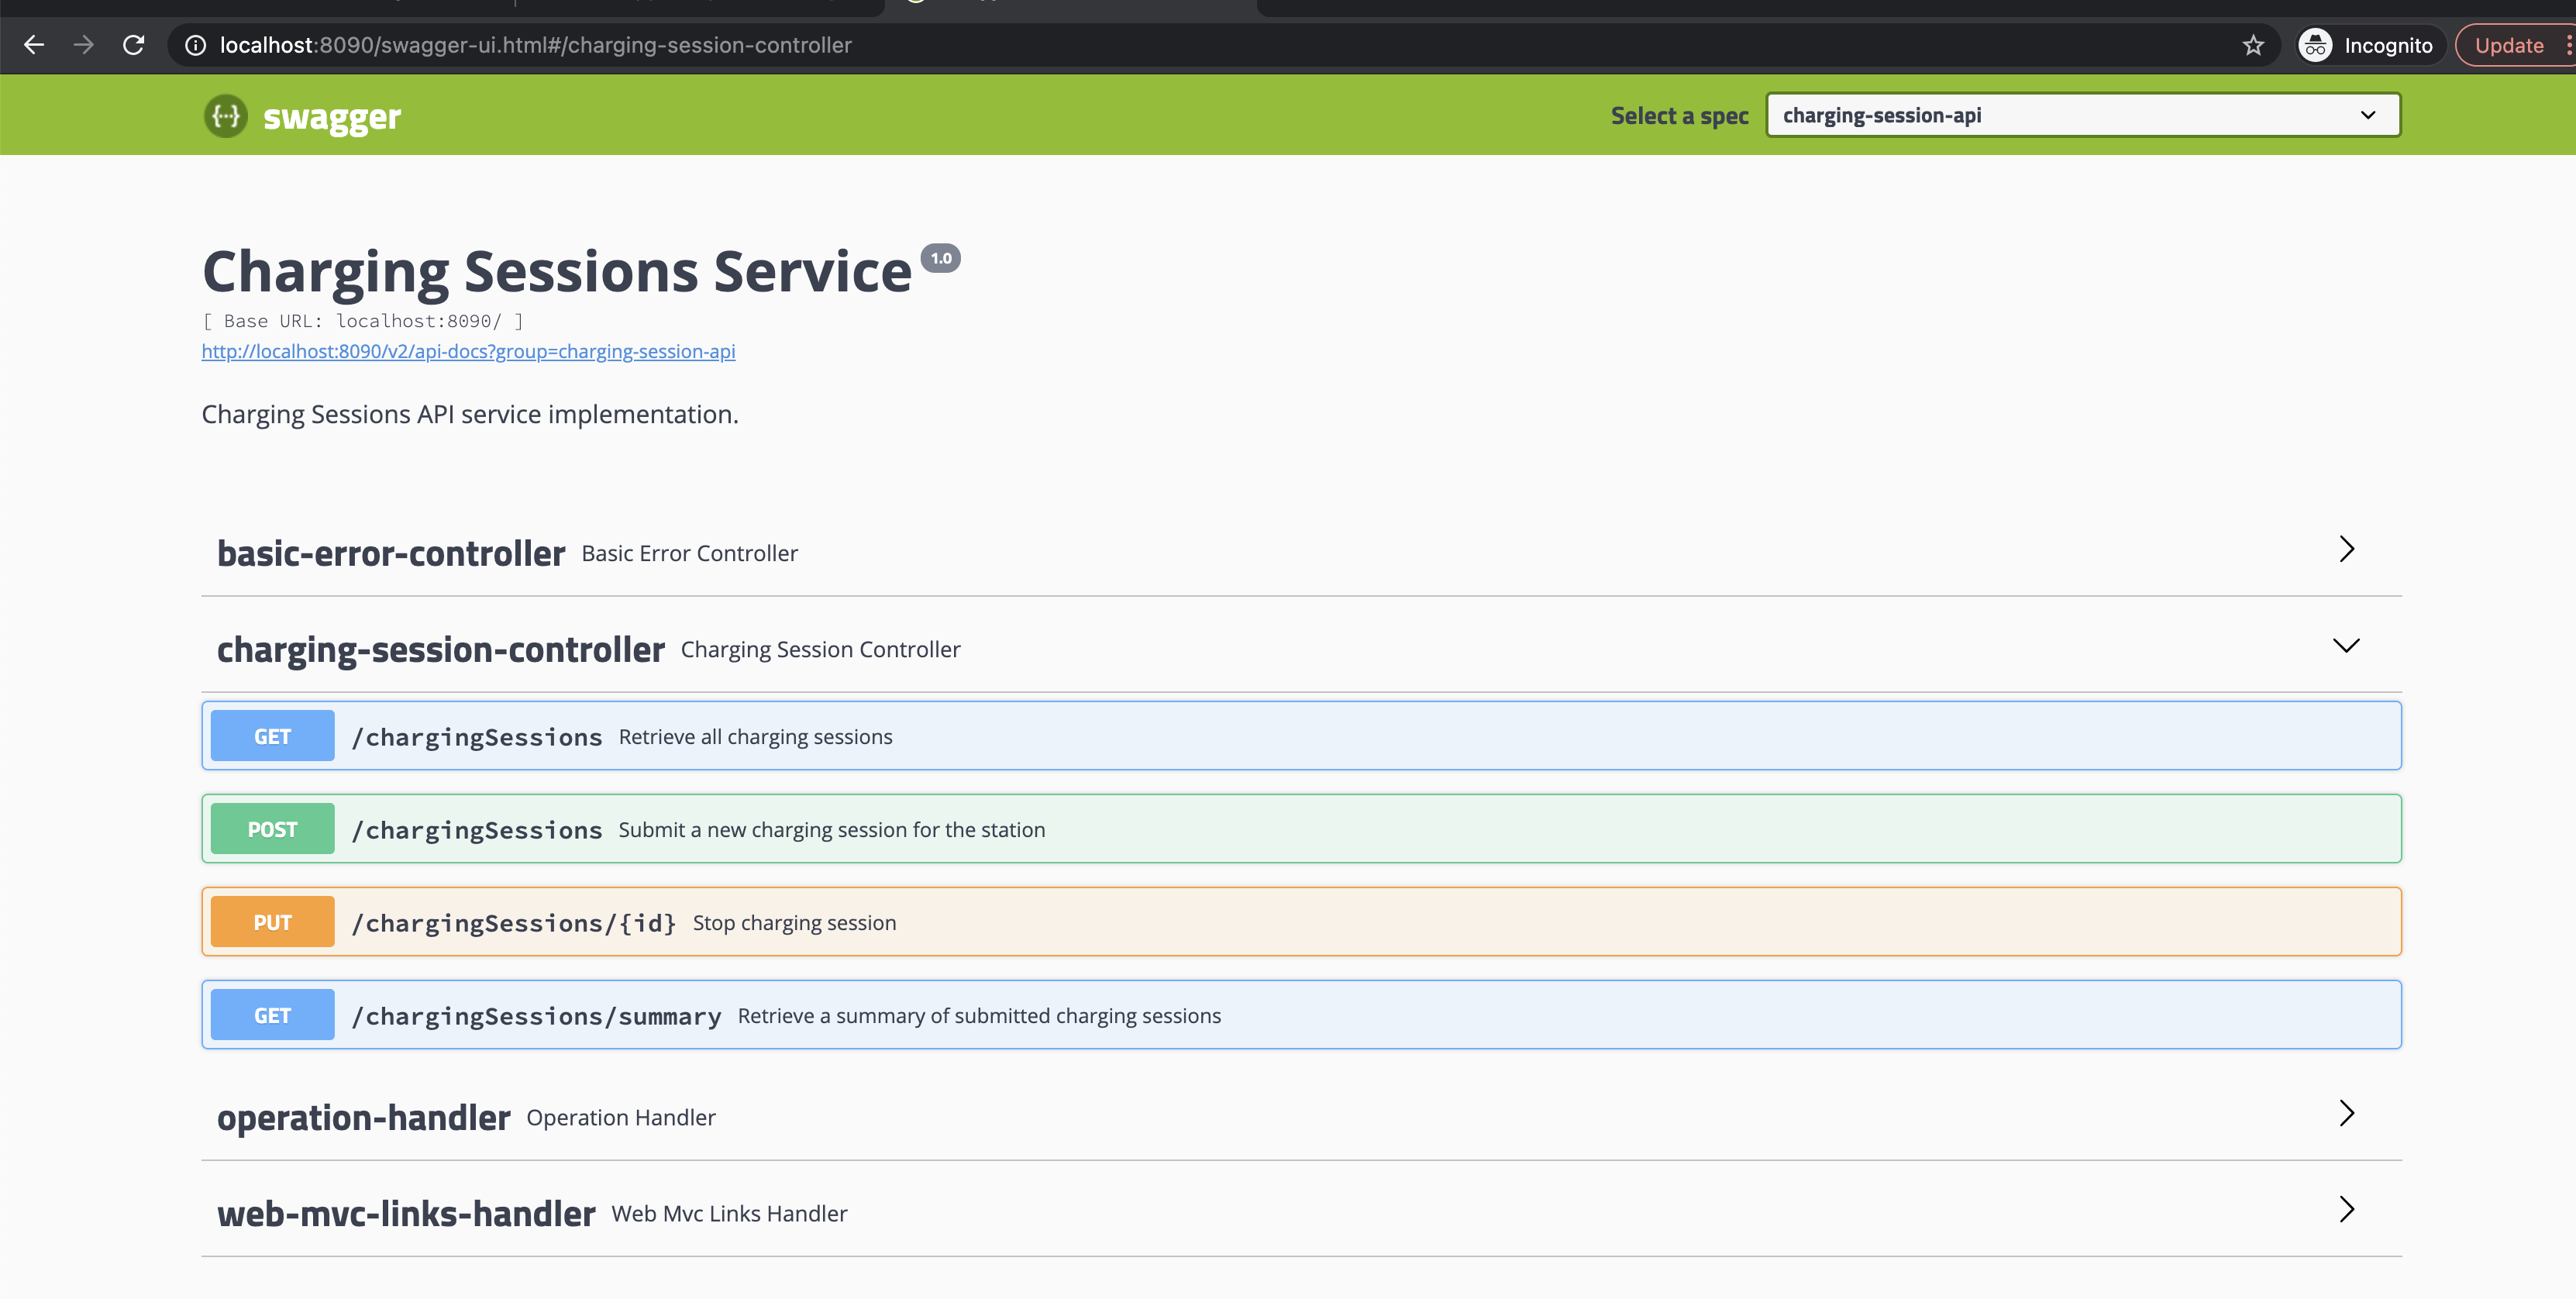 localhost:8090/swagger-ui.html#/charging-session-controller
Incognito
Update
{...} swagger
Select a spec
charging-session-api
Charging Sessions Service 1.0
[ Base URL: localhost:8090/ ]
http://localhost:8090/v2/api-docs?group=charging-session-api
Charging Sessions API service implementation.
basic-error-controller Basic Error Controller
charging-session-controller Charging Session Controller
GET /chargingSessions Retrieve all charging sessions
POST /chargingSessions Submit a new charging session for the station
PUT /chargingSessions/{id} Stop charging session
GET /chargingSessions/summary Retrieve a summary of submitted charging sessions
operation-handler Operation Handler
web-mvc-links-handler Web Mvc Links Handler